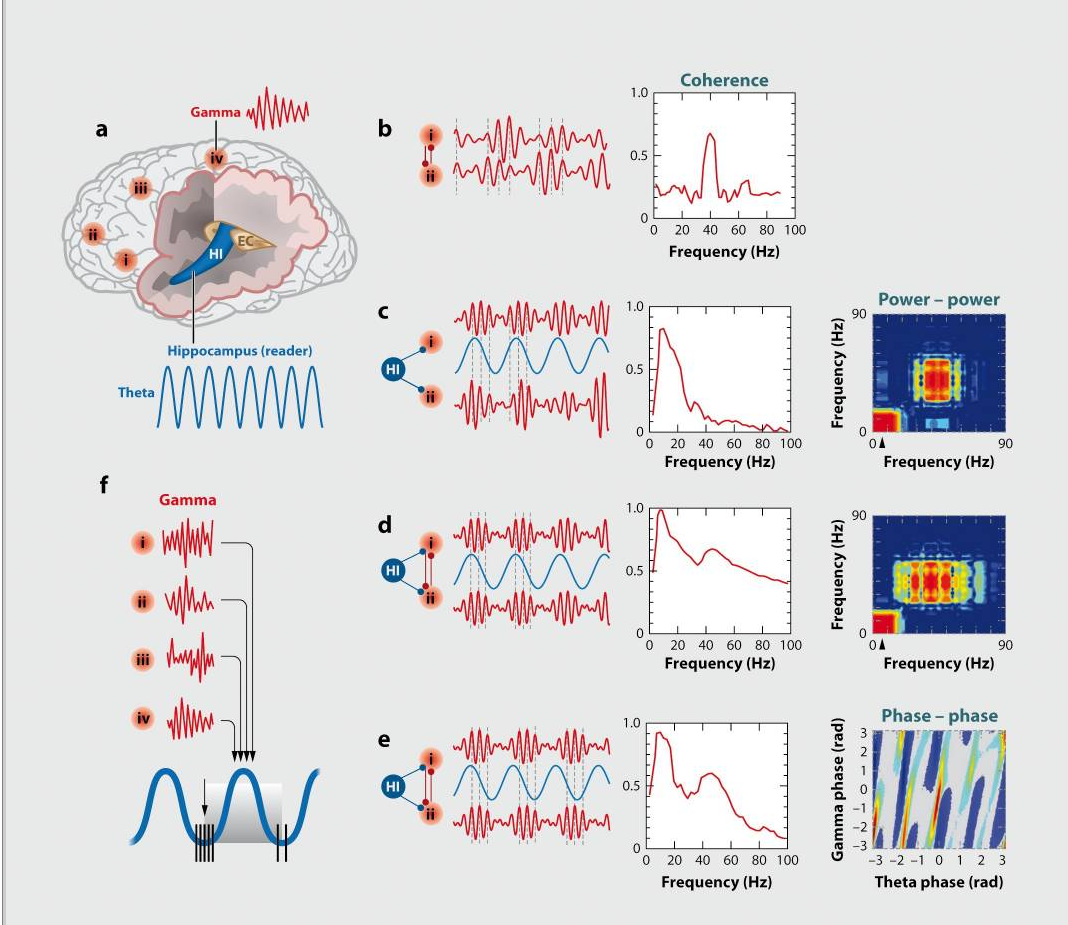 a
Gamma
iv
iii
ii
i
EC
HI
Hippocampus (reader)
Theta
b
i
ii
Coherence
1.0
0.5
0
0 20 40 60 80 100
Frequency (Hz)
c
HI
i
ii
1.0
0.5
0
0 20 40 60 80 100
Frequency (Hz)
Power – power
90
Frequency (Hz)
0 90
Frequency (Hz)
d
HI
i
ii
1.0
0.5
0
0 20 40 60 80 100
Frequency (Hz)
90
Frequency (Hz)
0 90
Frequency (Hz)
e
HI
i
ii
1.0
0.5
0
0 20 40 60 80 100
Frequency (Hz)
Phase – phase
Gamma phase (rad)
3
2
1
0
–1
–2
–3
–3 –2 –1 0 1 2 3
Theta phase (rad)
f
Gamma
i
ii
iii
iv